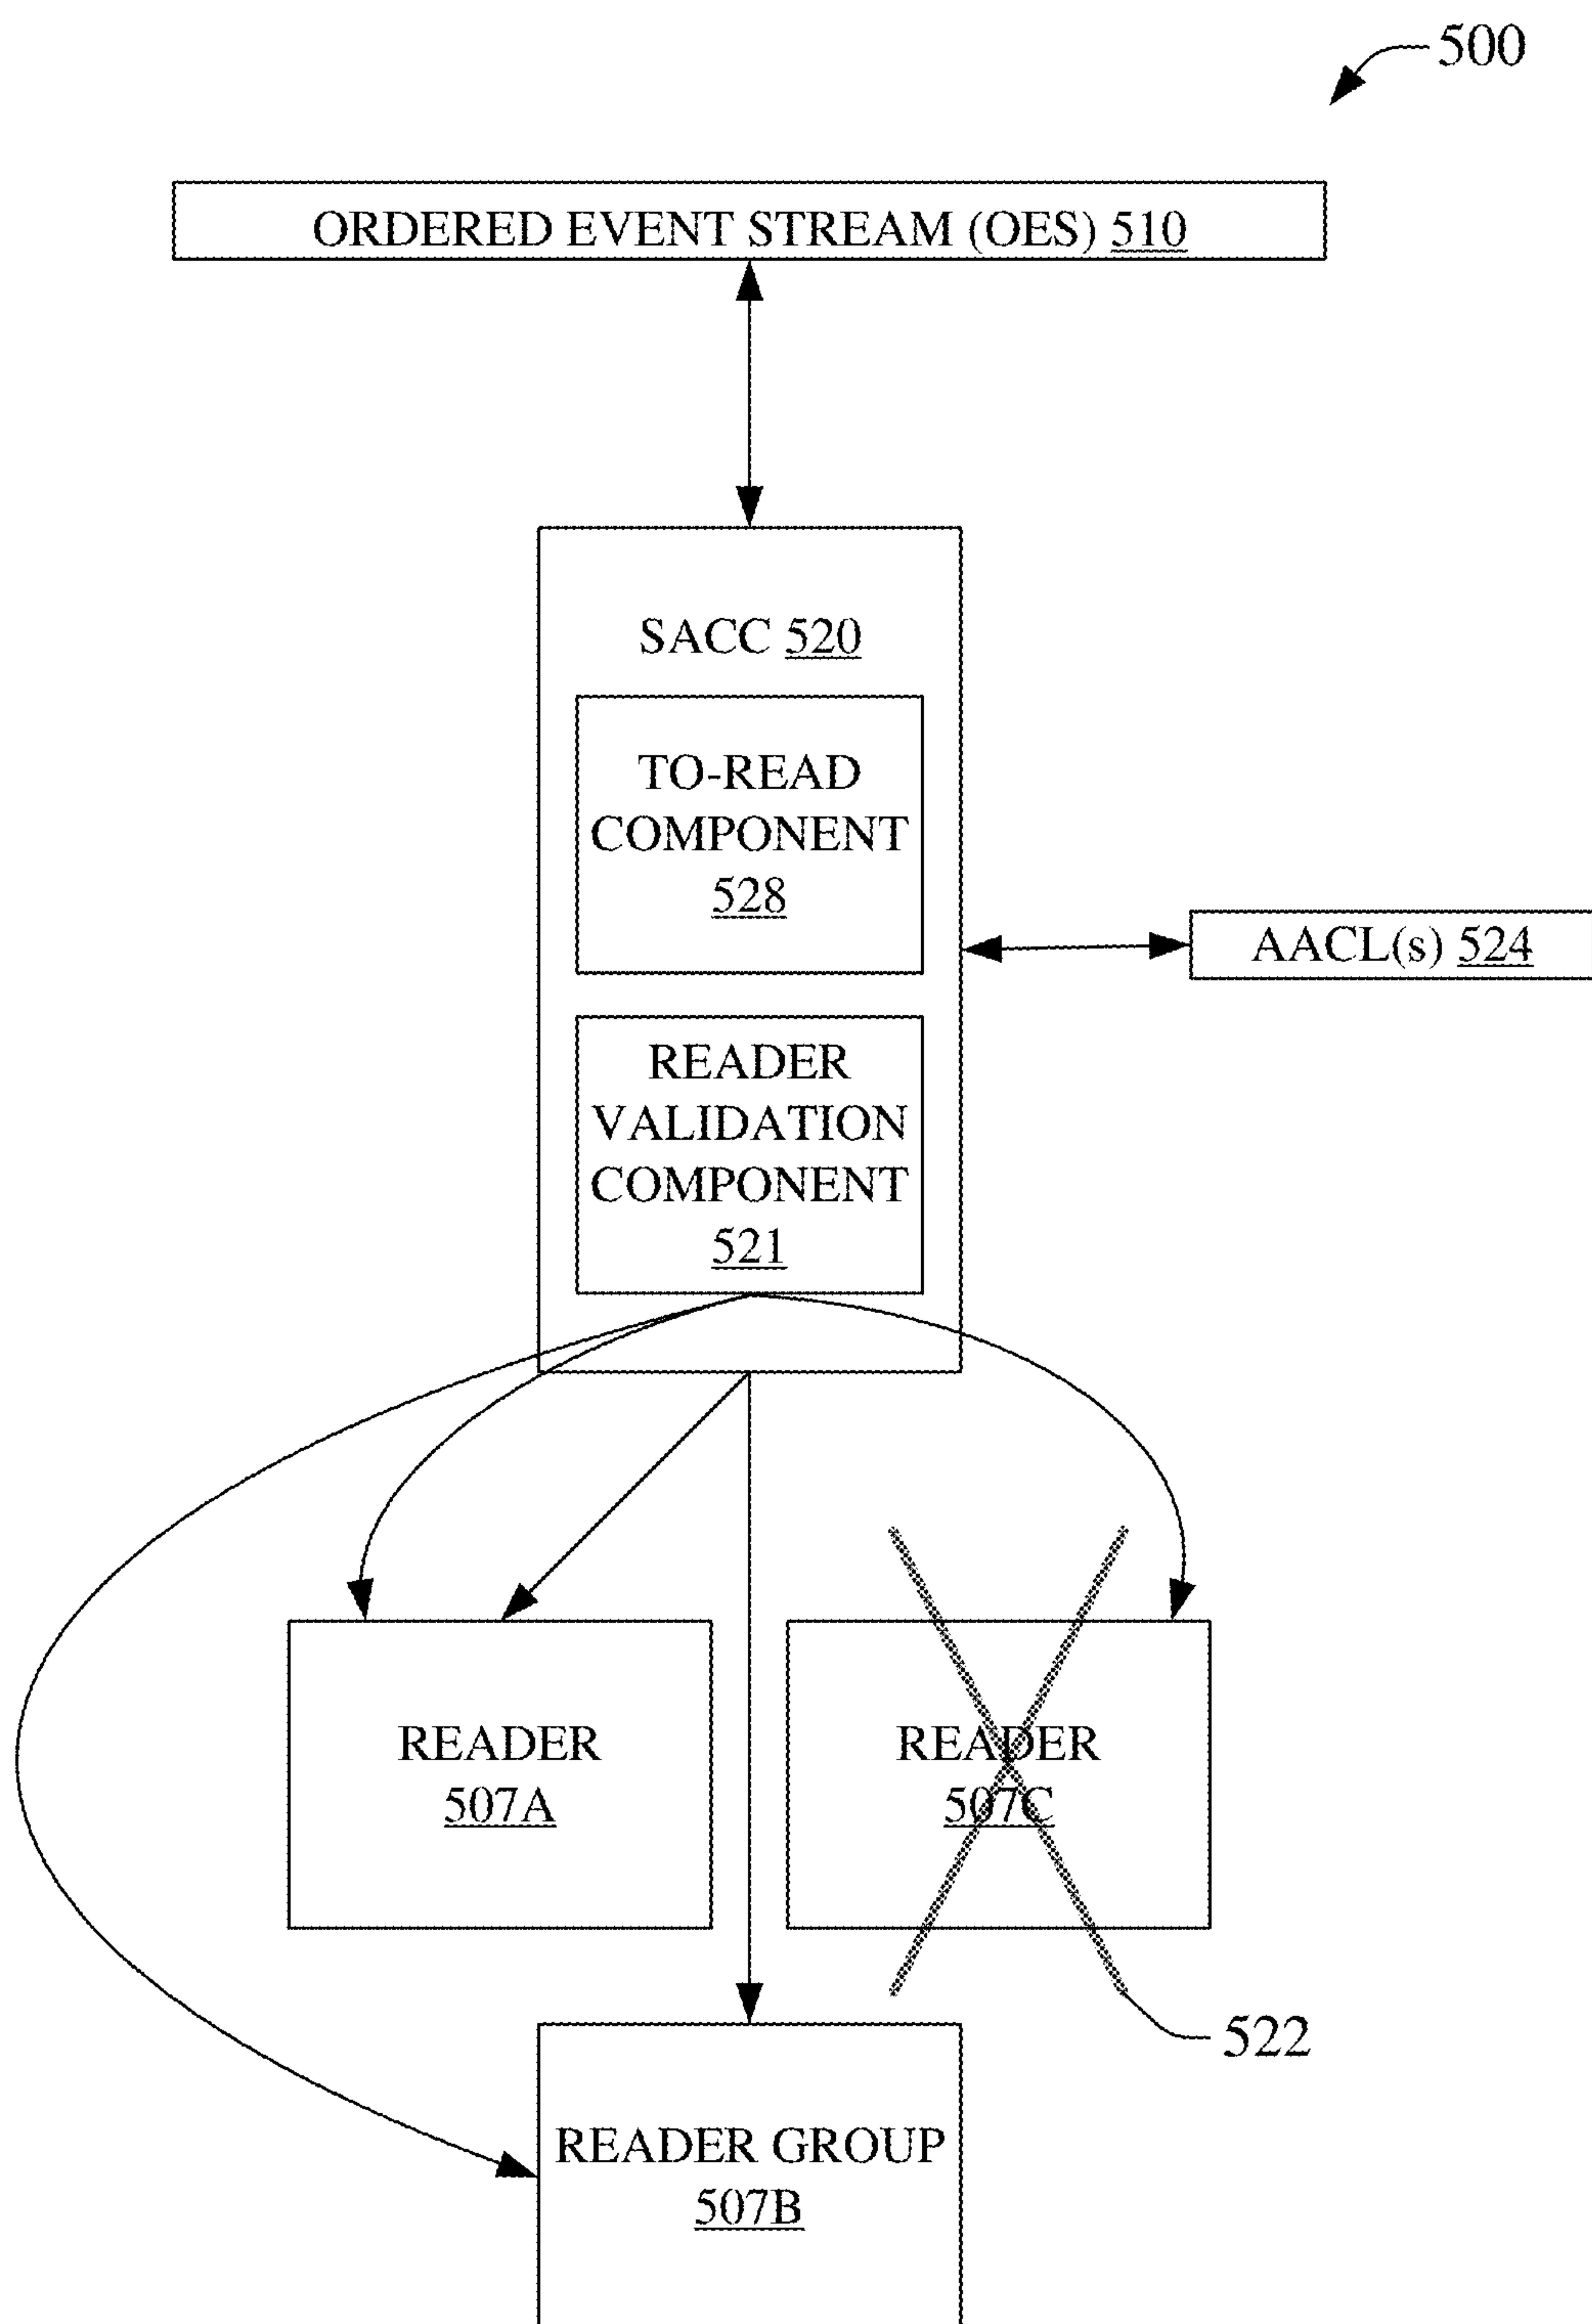 500
ORDERED EVENT STREAM (OES) 510
SACC 520
TO-READ
COMPONENT
528
AACL(s) 524
READER
VALIDATION
COMPONENT
521
READER
507A
READER
507C
522
READER GROUP
507B